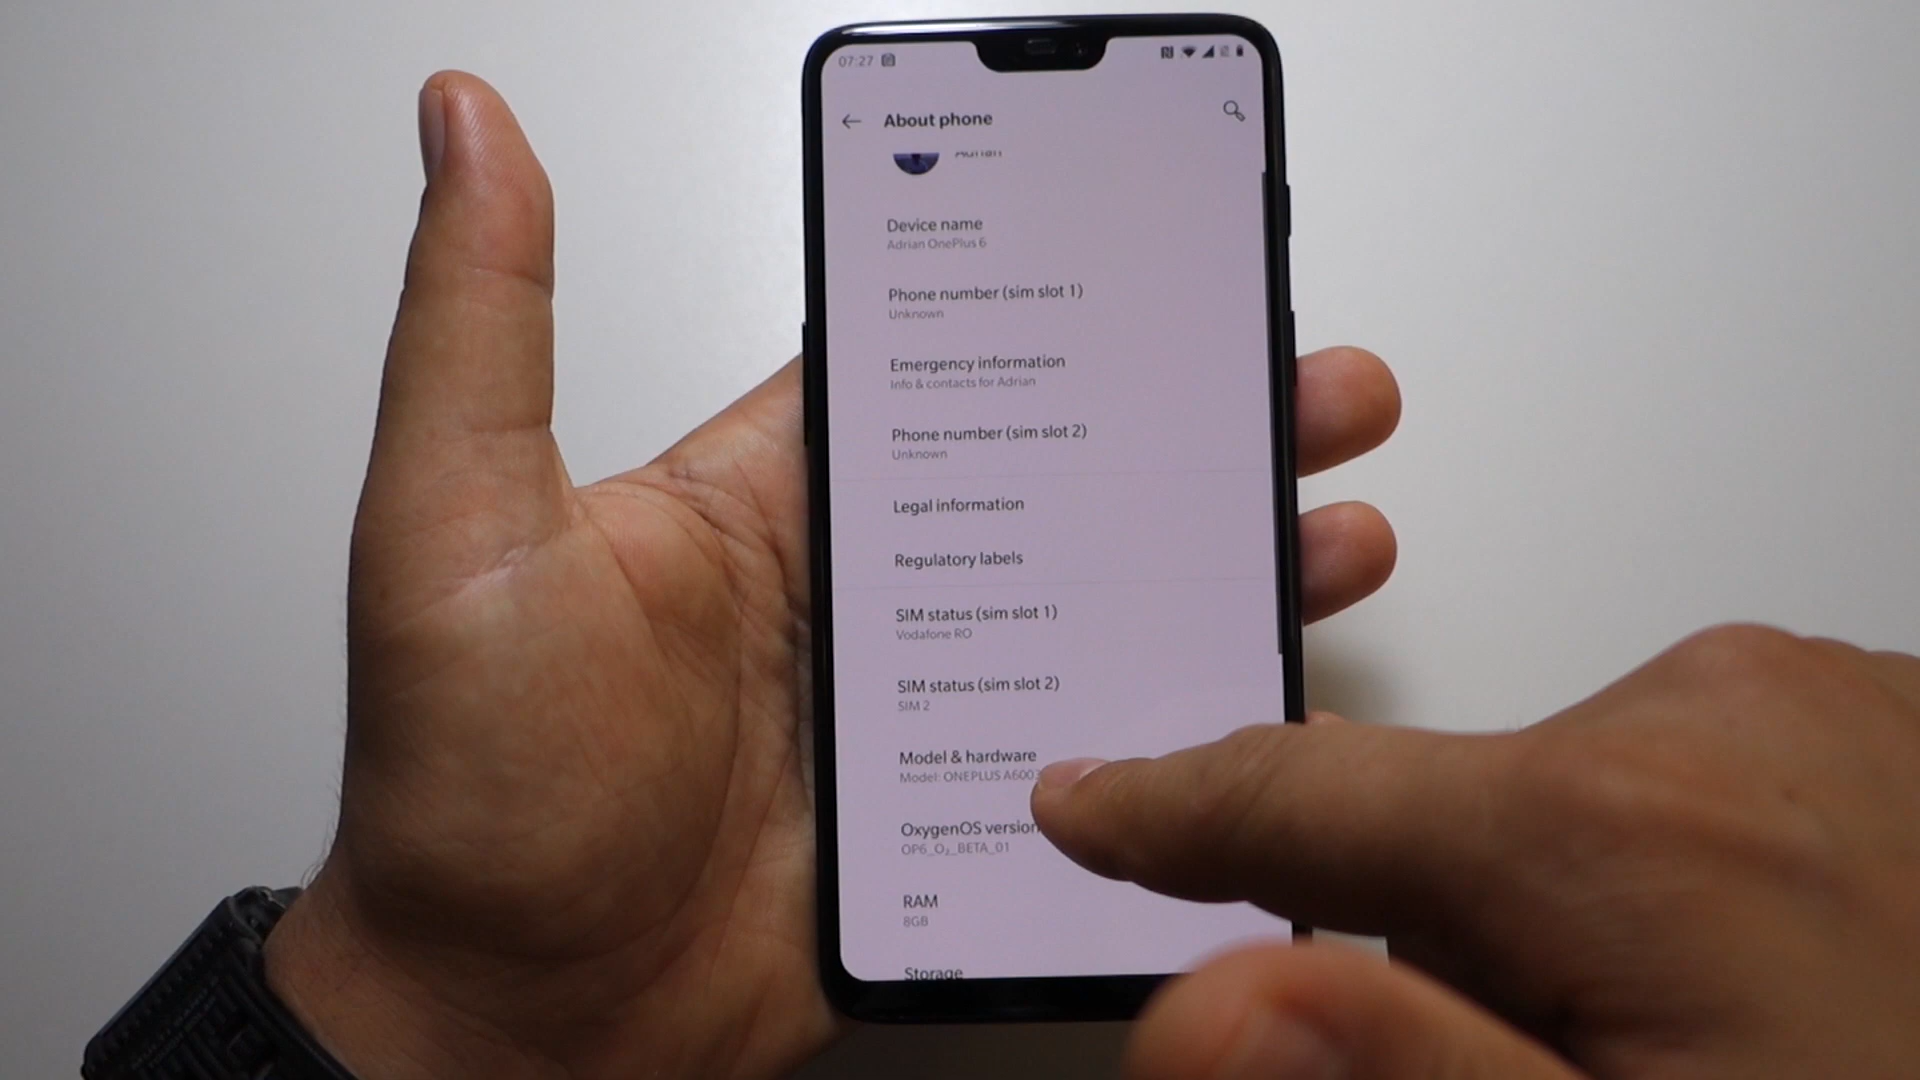 07:27
About phone
Device name
Adrian OnePlus 6
Phone number (sim slot 1)
Unknown
Emergency information
Info & contacts for Adrian
Phone number (sim slot 2)
Unknown
Legal information
Regulatory labels
SIM status (sim slot 1)
Vodafone RO
SIM status (sim slot 2)
SIM 2
Model & hardware
Model: ONEPLUS A6003
OxygenOS version
OP6_O₂_BETA_01
RAM
8GB
Storage